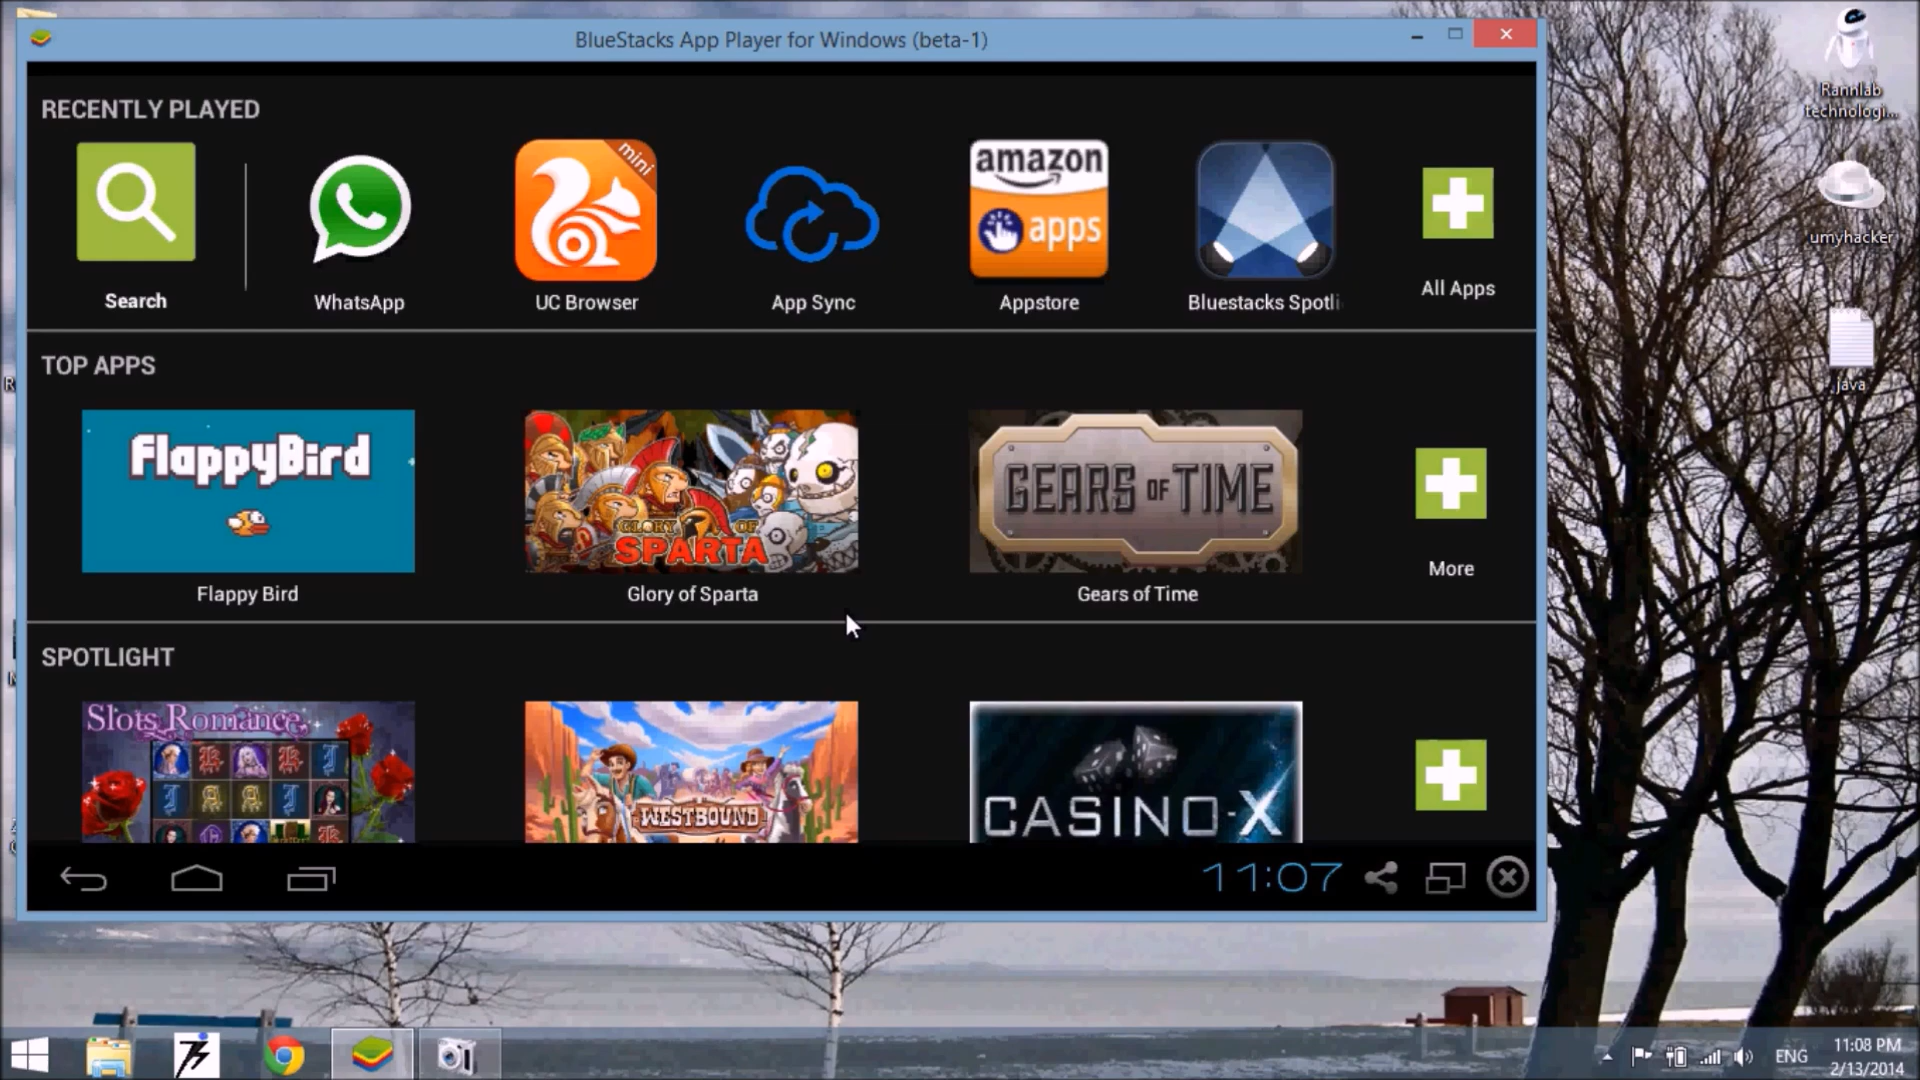 BlueStacks App Player for Windows (beta-1)
Rannlab
technologi...
RECENTLY PLAYED
mini
amazon
apps
Search
WhatsApp
UC Browser
App Sync
Appstore
Bluestacks Spotli
All Apps
umyhacker
java
TOP APPS
FlappyBird
GLORY OF
SPARTA
GEARS OF TIME
Flappy Bird
Glory of Sparta
Gears of Time
More
SPOTLIGHT
Slots Romance
WESTBOUND
CASINO-X
11:07
ENG
11:08 PM
2/13/2014